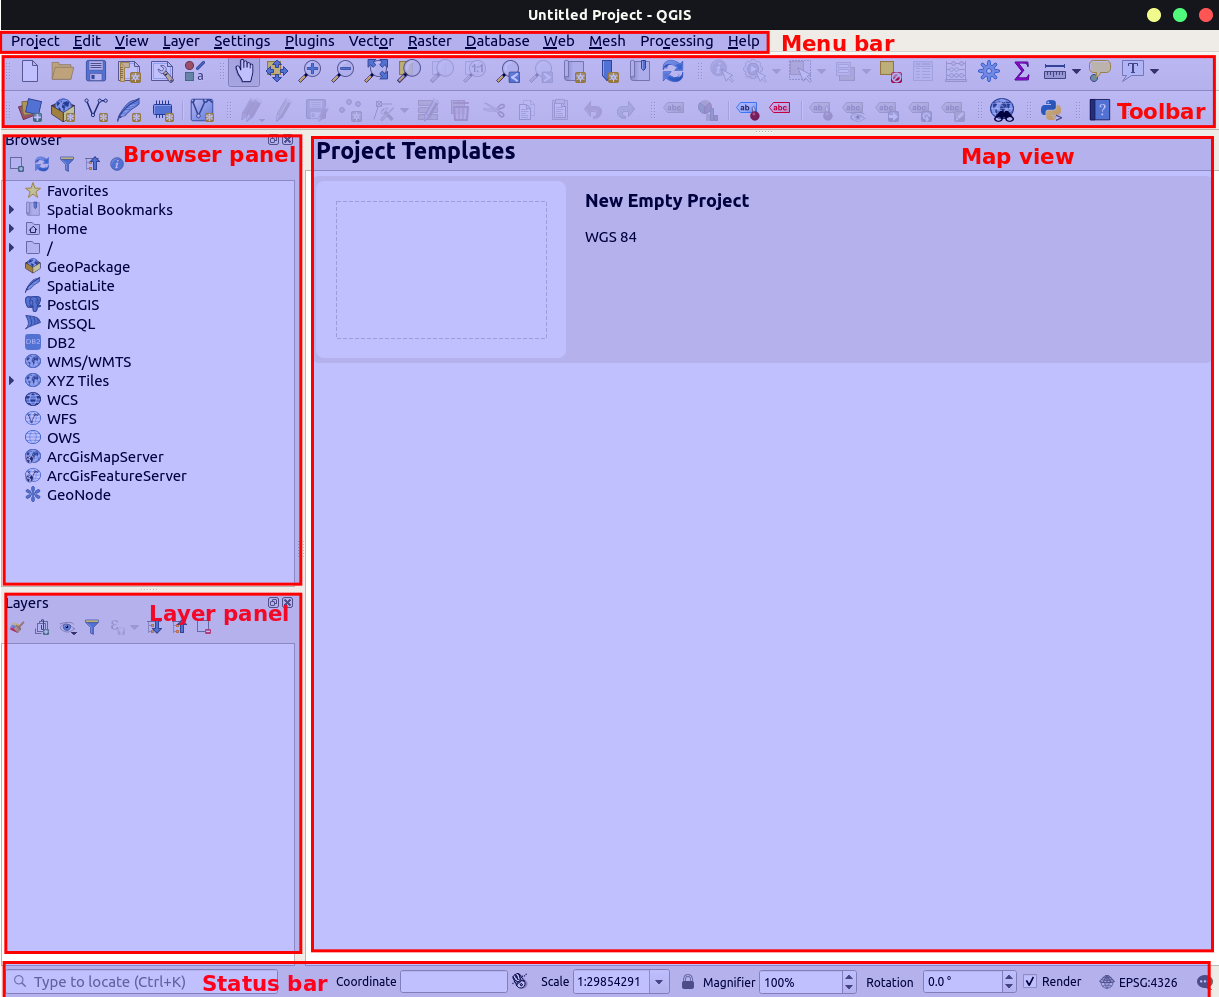 Untitled Project - QGIS
Project Edit View Layer Settings Plugins Vector Raster Database Web Mesh Processing Help
Menu bar
Toolbar
Browser
Browser panel
Favorites
Spatial Bookmarks
Home
/
GeoPackage
SpatiaLite
PostGIS
MSSQL
DB2
WMS/WMTS
XYZ Tiles
WCS
WFS
OWS
ArcGisMapServer
ArcGisFeatureServer
GeoNode
Layers
Layer panel
Project Templates
Map view
New Empty Project
WGS 84
Type to locate (Ctrl+K)
Status bar
Coordinate
Scale 1:29854291
Magnifier 100%
Rotation 0.0 °
Render
EPSG:4326